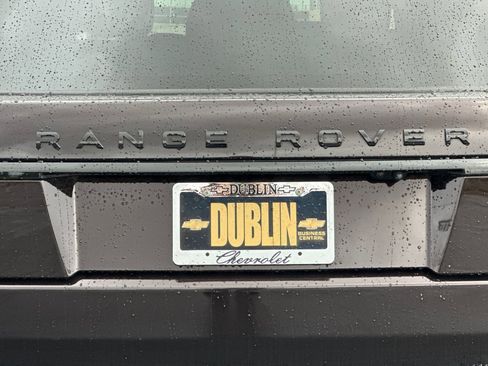 RANGE ROVER
DUBLIN
DUBLIN
BUSINESS
CENTRAL
Chevrolet